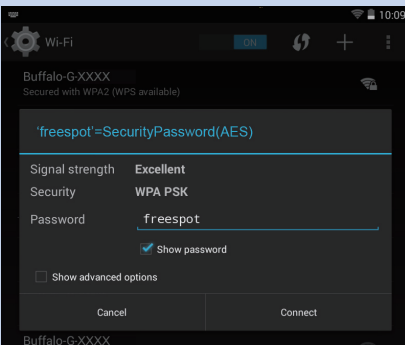 10:09
Wi-Fi
ON
Buffalo-G-XXXX
Secured with WPA2 (WPS available)
'freespot'=SecurityPassword(AES)
Signal strength Excellent
Security WPA PSK
Password freespot
Show password
Show advanced options
Cancel Connect
Buffalo-G-XXXX